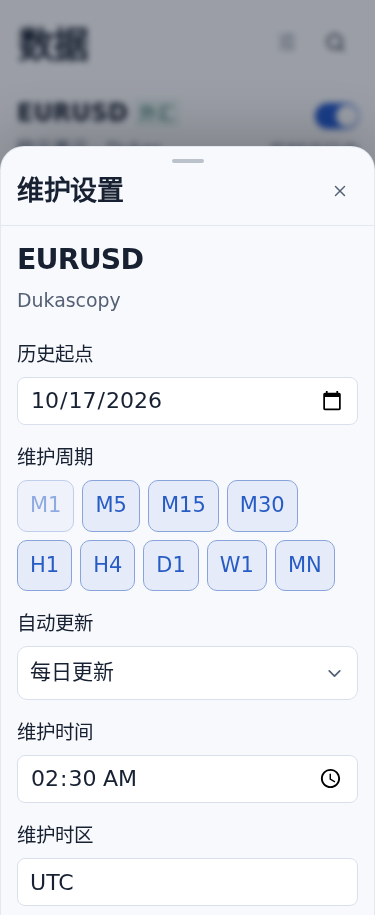 数据
EURUSD 外汇
维护设置
EURUSD
Dukascopy
历史起点
10/17/2026
维护周期
M1 M5 M15 M30
H1 H4 D1 W1 MN
自动更新
每日更新
维护时间
02:30 AM
维护时区
UTC